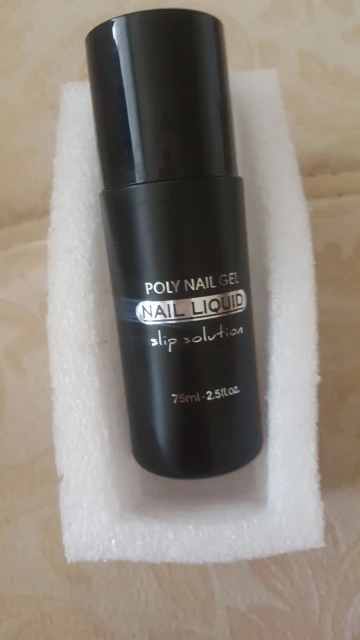 POLY NAIL GEL
NAIL LIQUID
slip solution
75ml-2.5fl.oz.